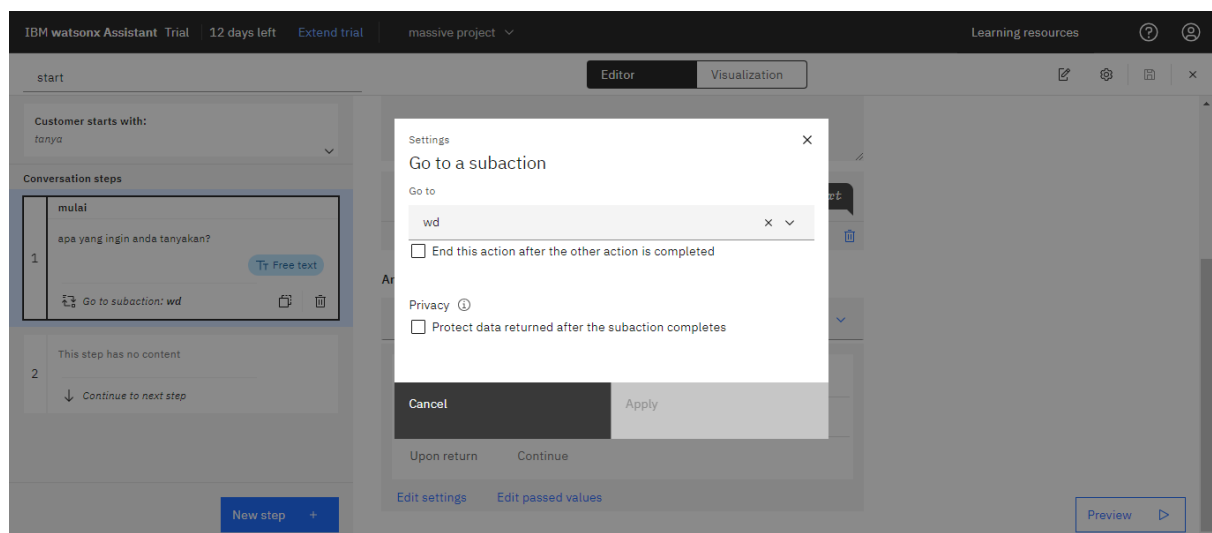 IBM watsonx Assistant Trial 12 days left Extend trial massive project Learning resources
start Editor Visualization
Customer starts with:
tanya
Conversation steps
1
mulai
apa yang ingin anda tanyakan?
Tт Free text
Go to subaction: wd
2
This step has no content
Continue to next step
New step +
Settings
Go to a subaction
Go to
wd
End this action after the other action is completed
Privacy
Protect data returned after the subaction completes
Cancel Apply
Upon return Continue
Edit settings Edit passed values
Preview